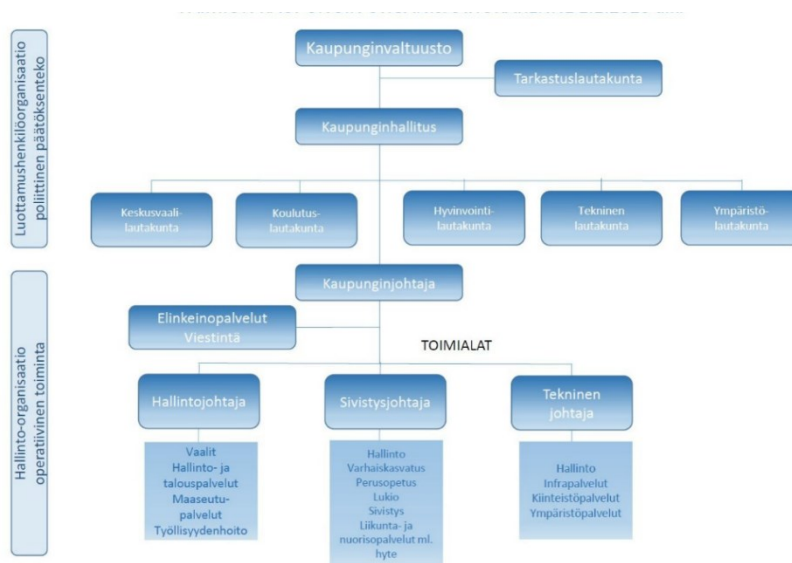 Kaupunginvaltuusto
Tarkastuslautakunta
Kaupunginhallitus
Keskusvaali-
lautakunta
Koulutus-
lautakunta
Hyvinvointi-
lautakunta
Tekninen
lautakunta
Ympäristö-
lautakunta
Luottamushenkilöorganisaatio
poliittinen päätöksenteko
Kaupunginjohtaja
Elinkeinopalvelut
Viestintä
TOIMIALAT
Hallintojohtaja
Sivistysjohtaja
Tekninen
johtaja
Vaalit
Hallinto- ja
talouspalvelut
Maaseutu-
palvelut
Työllisyydenhoito
Hallinto
Varhaiskasvatus
Perusopetus
Lukio
Sivistys
Liikunta- ja
nuorisopalvelut ml.
hyte
Hallinto
Infrapalvelut
Kiinteistöpalvelut
Ympäristöpalvelut
Hallinto-organisaatio
operatiivinen toiminta